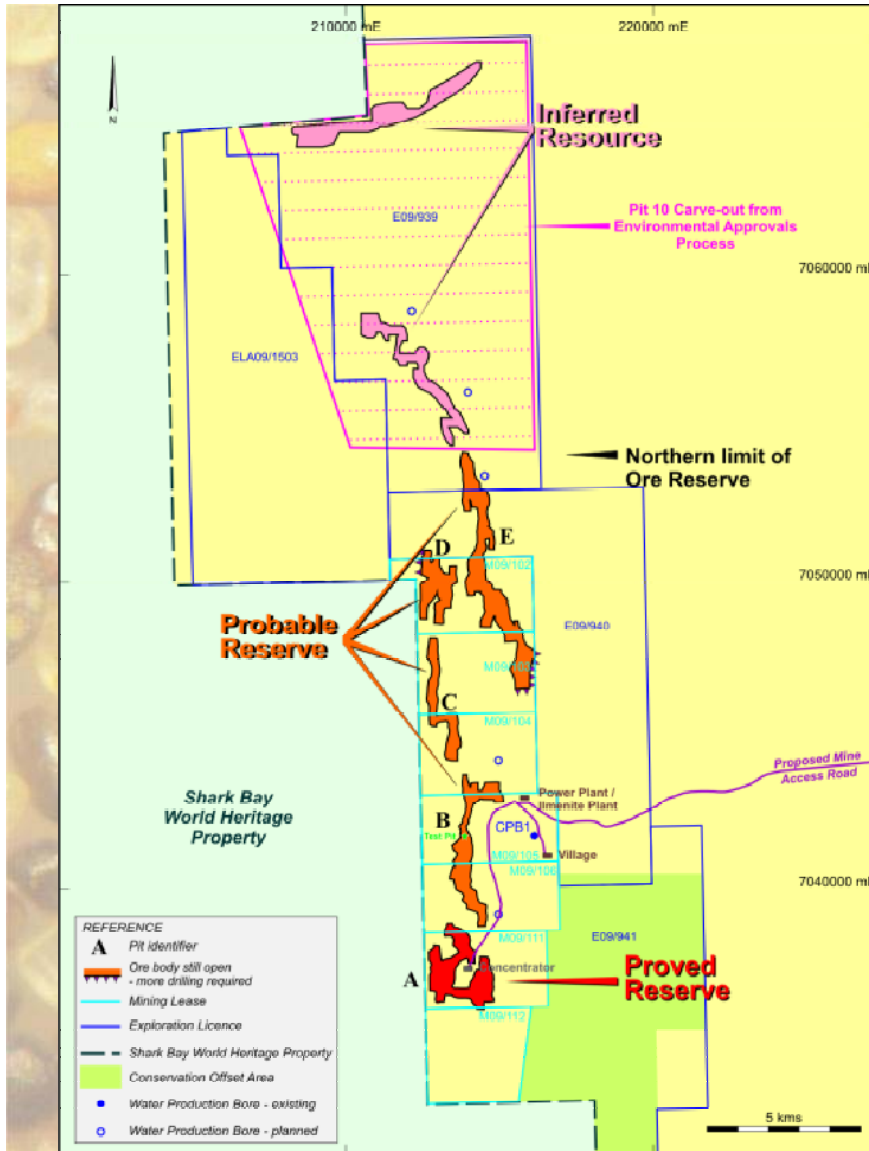 210000 mE
220000 mE
N
Inferred
Resource
E09/939
Pit 10 Carve-out from
Environmental Approvals
Process
7060000 mN
ELA09/1503
Northern limit of
Ore Reserve
E
D
M09/102
7050000 mN
Probable
Reserve
E09/940
M09/103
C
M09/104
Proposed Mine
Access Road
Shark Bay
World Heritage
Property
Power Plant /
Ilmenite Plant
B
CPB1
Test Pit
M09/105
Village
M09/106
7040000 mN
M09/111
E09/941
A
Concentrator
Proved
Reserve
M09/112
REFERENCE
A Pit identifier
Ore body still open
- more drilling required
Mining Lease
Exploration Licence
Shark Bay World Heritage Property
Conservation Offset Area
Water Production Bore - existing
Water Production Bore - planned
5 kms